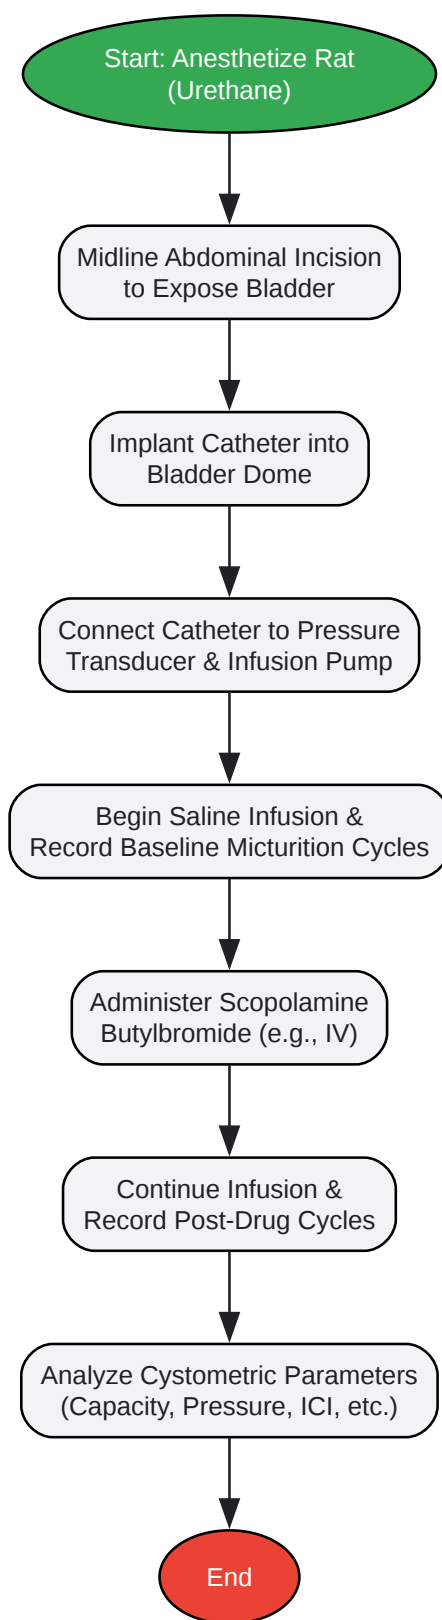 Start: Anesthetize Rat
(Urethane)
Midline Abdominal Incision
to Expose Bladder
Implant Catheter into
Bladder Dome
Connect Catheter to Pressure
Transducer & Infusion Pump
Begin Saline Infusion &
Record Baseline Micturition Cycles
Administer Scopolamine
Butylbromide (e.g., IV)
Continue Infusion &
Record Post-Drug Cycles
Analyze Cystometric Parameters
(Capacity, Pressure, ICI, etc.)
End